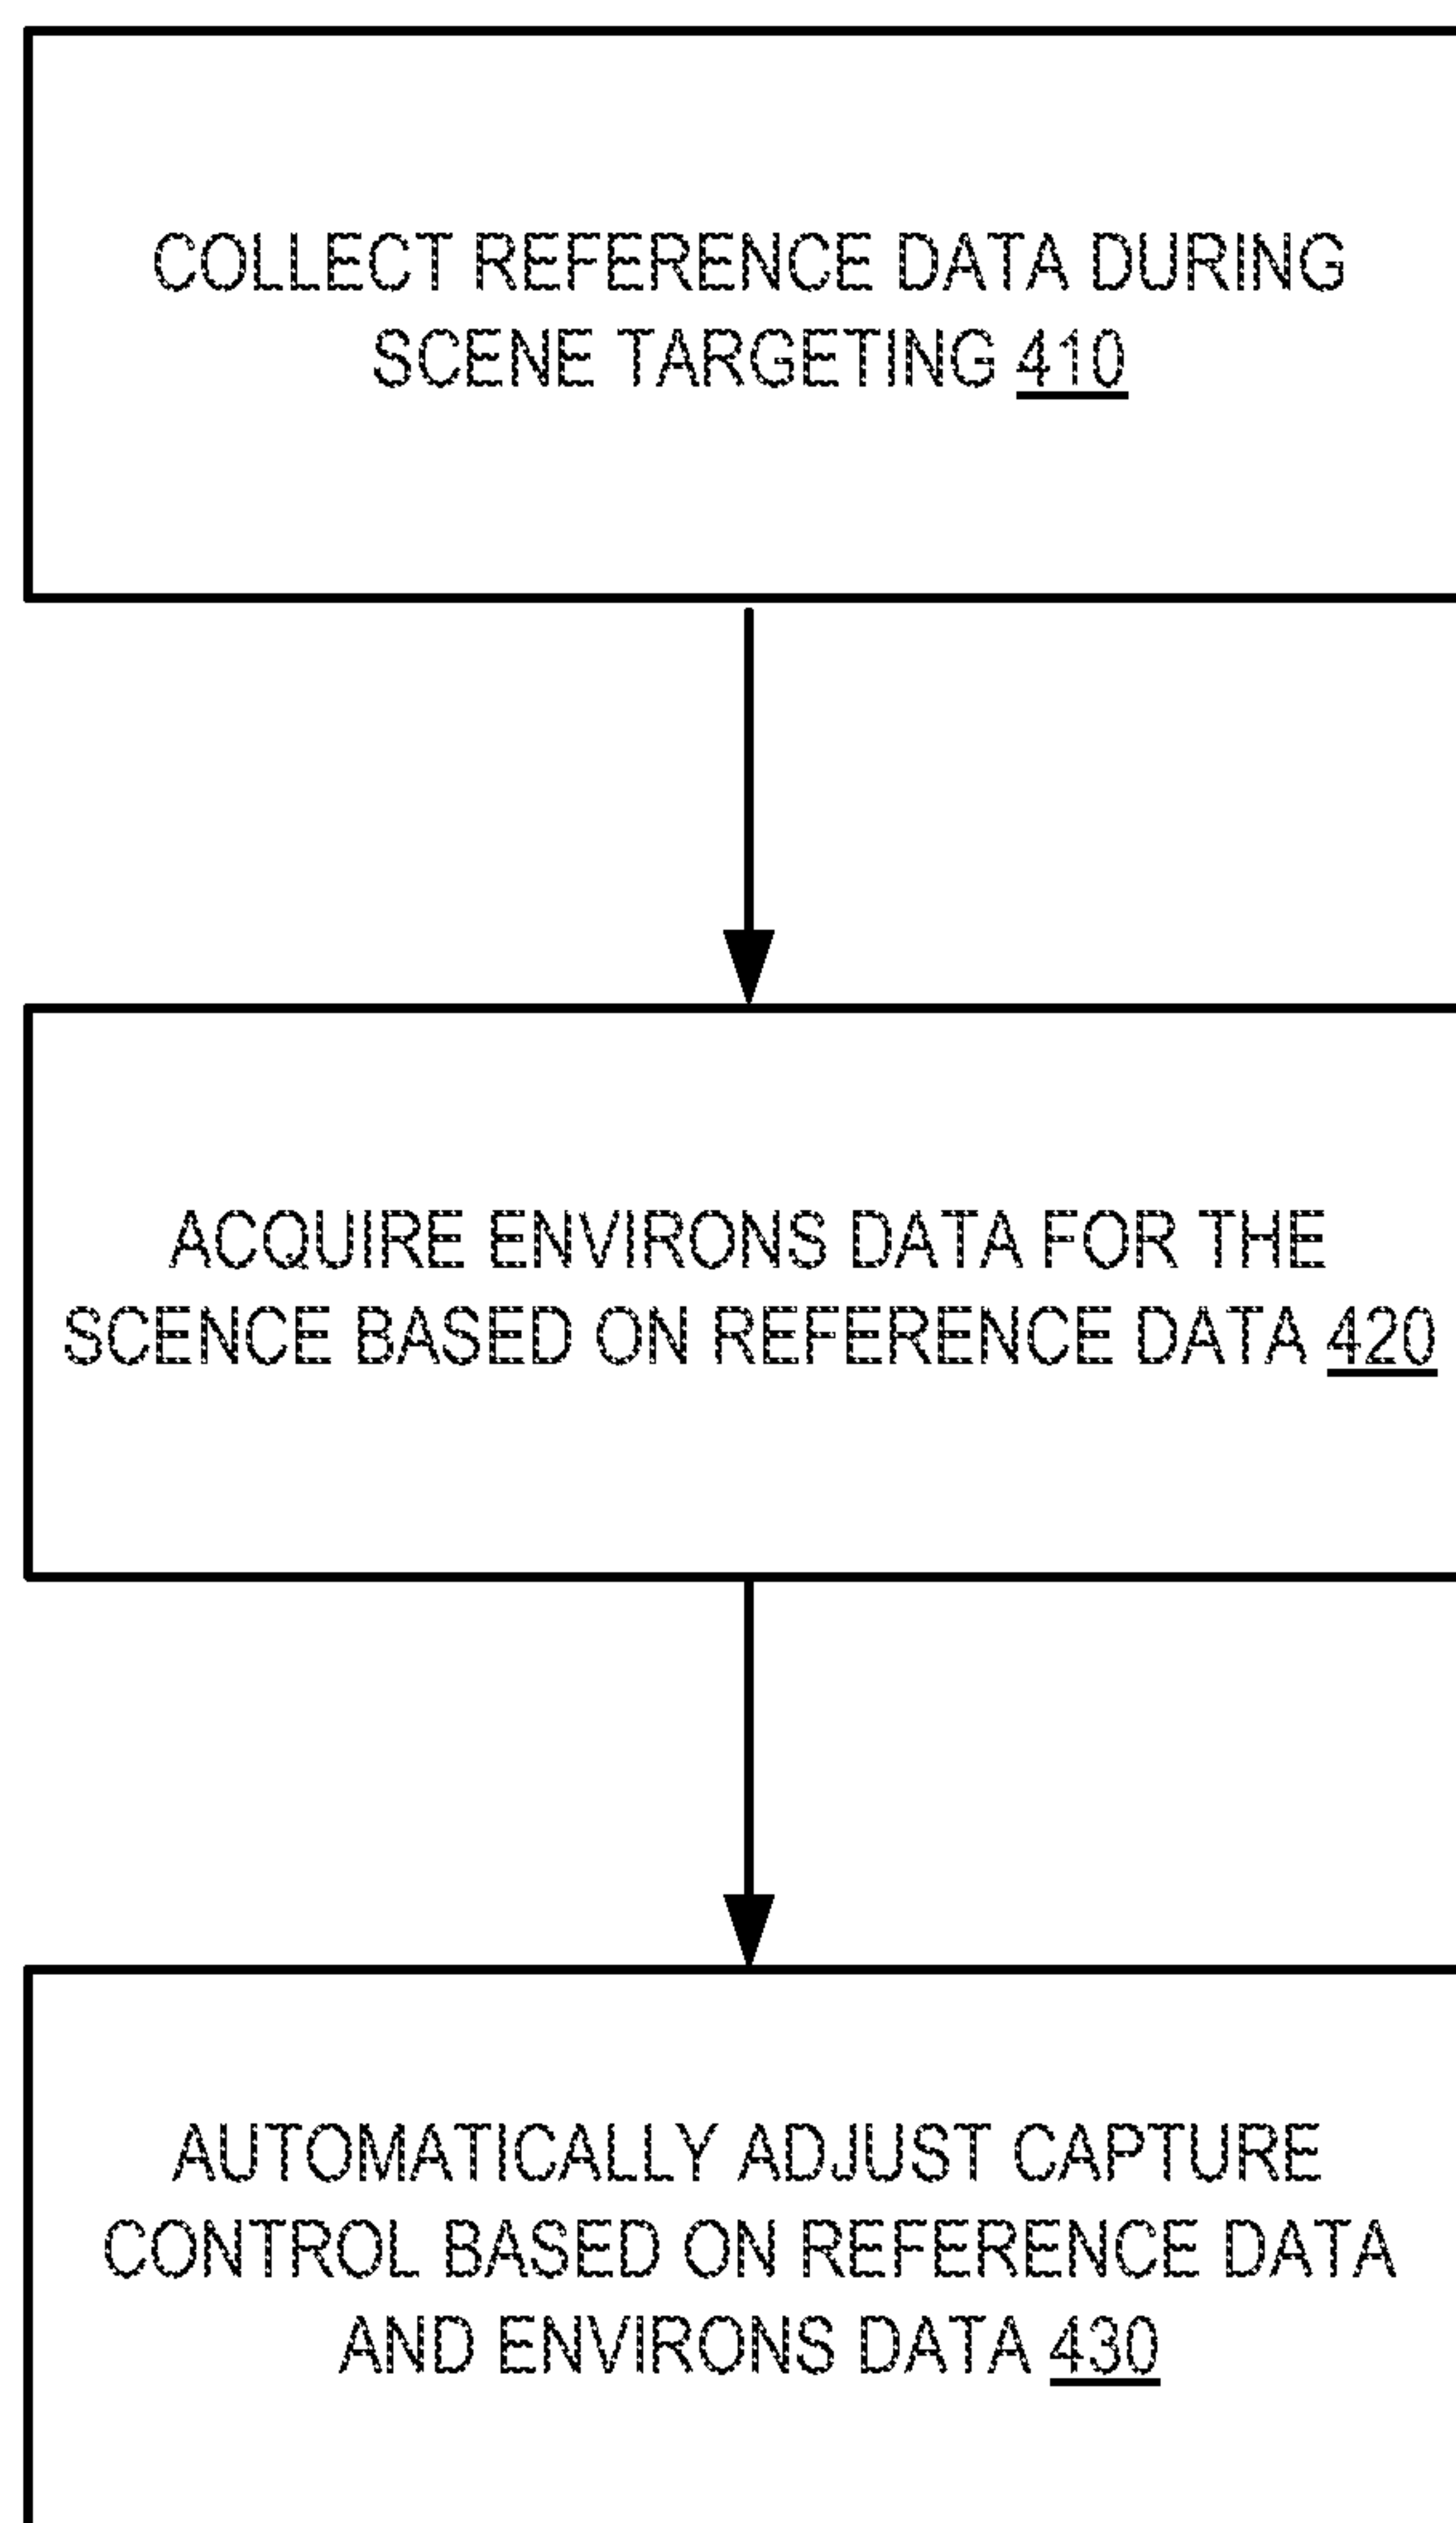 COLLECT REFERENCE DATA DURING
SCENE TARGETING 410
ACQUIRE ENVIRONS DATA FOR THE
SCENCE BASED ON REFERENCE DATA 420
AUTOMATICALLY ADJUST CAPTURE
CONTROL BASED ON REFERENCE DATA
AND ENVIRONS DATA 430